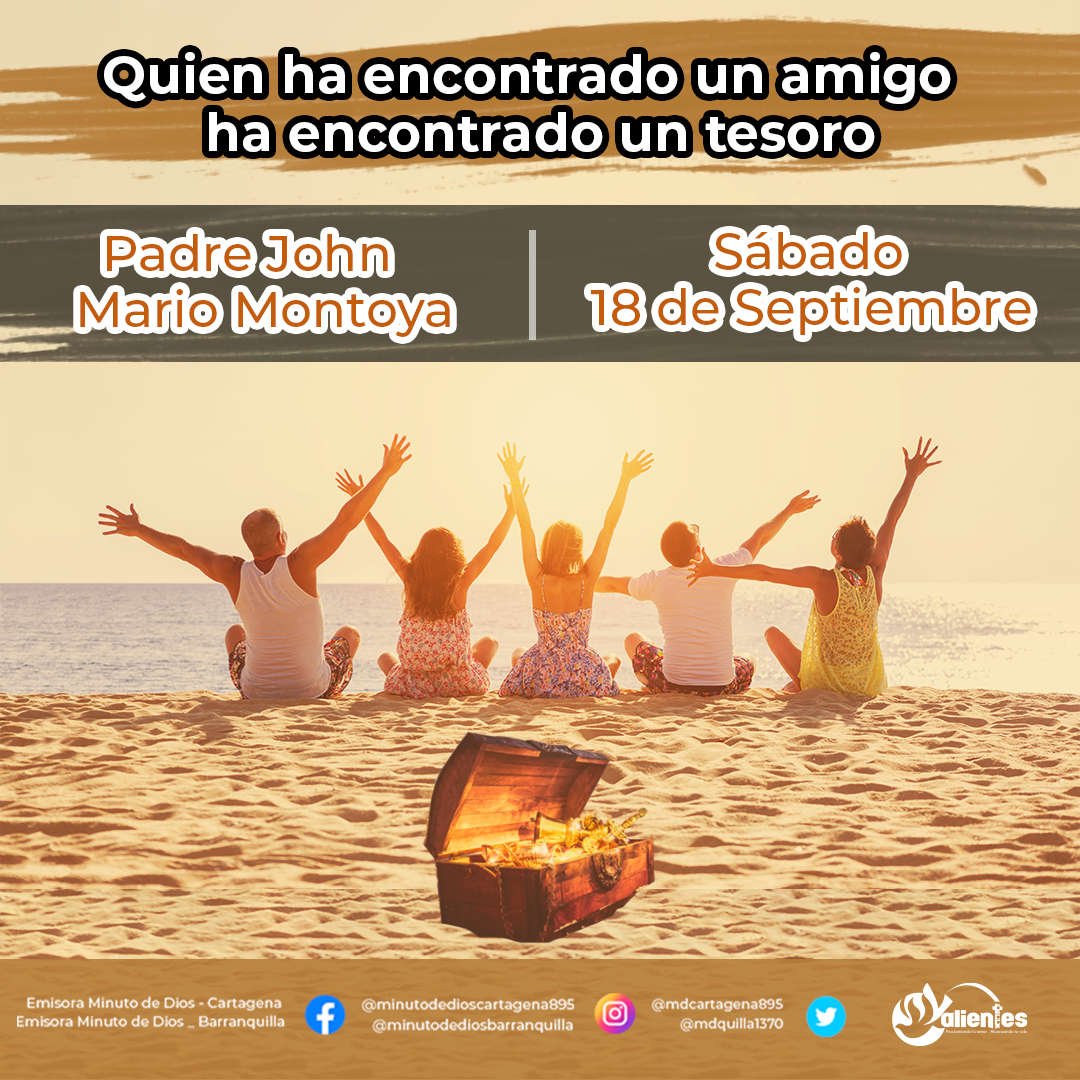 Quien ha encontrado un amigo
ha encontrado un tesoro
Padre John
Mario Montoya
Sábado
18 de Septiembre
Emisora Minuto de Dios - Cartagena
Emisora Minuto de Dios _ Barranquilla
@minutodedioscartagena895
@minutodediosbarranquilla
@mdcartagena895
@mdquilla1370
Valientes